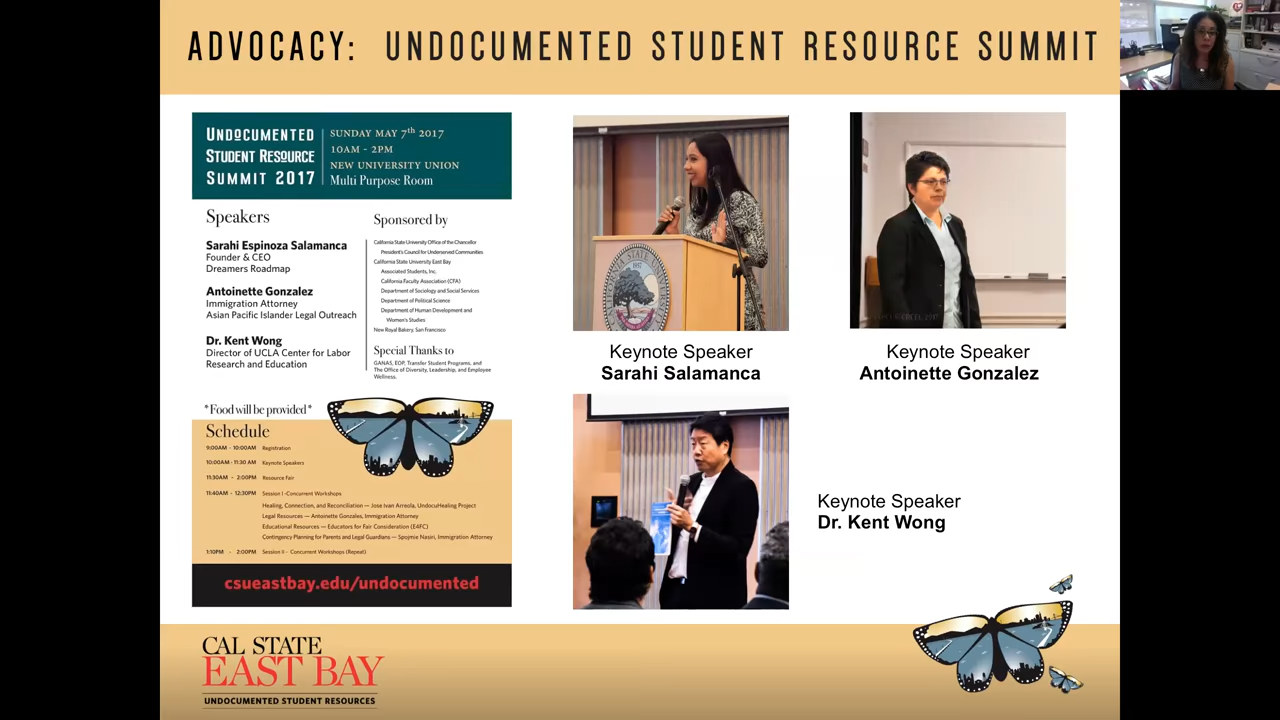 ADVOCACY: UNDOCUMENTED STUDENT RESOURCE SUMMIT
UNDOCUMENTED
STUDENT RESOURCE
SUMMIT 2017
SUNDAY MAY 7th 2017
10AM - 2PM
NEW UNIVERSITY UNION
Multi Purpose Room
Speakers
Sarahi Espinoza Salamanca
Founder & CEO
Dreamers Roadmap
Antoinette Gonzalez
Immigration Attorney
Asian Pacific Islander Legal Outreach
Dr. Kent Wong
Director of UCLA Center for Labor
Research and Education
Sponsored by
California State University Office of the Chancellor
President's Council for Underserved Communities
California State University East Bay
Associated Students, Inc.
California Faculty Association (CFA)
Department of Sociology and Social Services
Department of Political Science
Department of Human Development and
Women's Studies
New Royal Bakery, San Francisco
Special Thanks to
GANAS, EOP, Transfer Student Programs, and
The Office of Diversity, Leadership, and Employee
Wellness.
*Food will be provided*
Schedule
9:00AM - 10:00AM Registration
10:00AM - 11:30 AM Keynote Speakers
11:30AM - 2:00PM Resource Fair
11:40AM - 12:30PM Session I -Concurrent Workshops
Healing, Connection, and Reconciliation — Jose Ivan Arreola, UndocuHealing Project
Legal Resources — Antoinette Gonzales, Immigration Attorney
Educational Resources — Educators for Fair Consideration (E4FC)
Contingency Planning for Parents and Legal Guardians — Spojmie Nasiri, Immigration Attorney
1:10PM - 2:00PM Session II - Concurrent Workshops (Repeat)
csueastbay.edu/undocumented
CAL STATE
1957
Keynote Speaker
Sarahi Salamanca
Keynote Speaker
Antoinette Gonzalez
Keynote Speaker
Dr. Kent Wong
CAL STATE
EAST BAY
UNDOCUMENTED STUDENT RESOURCES